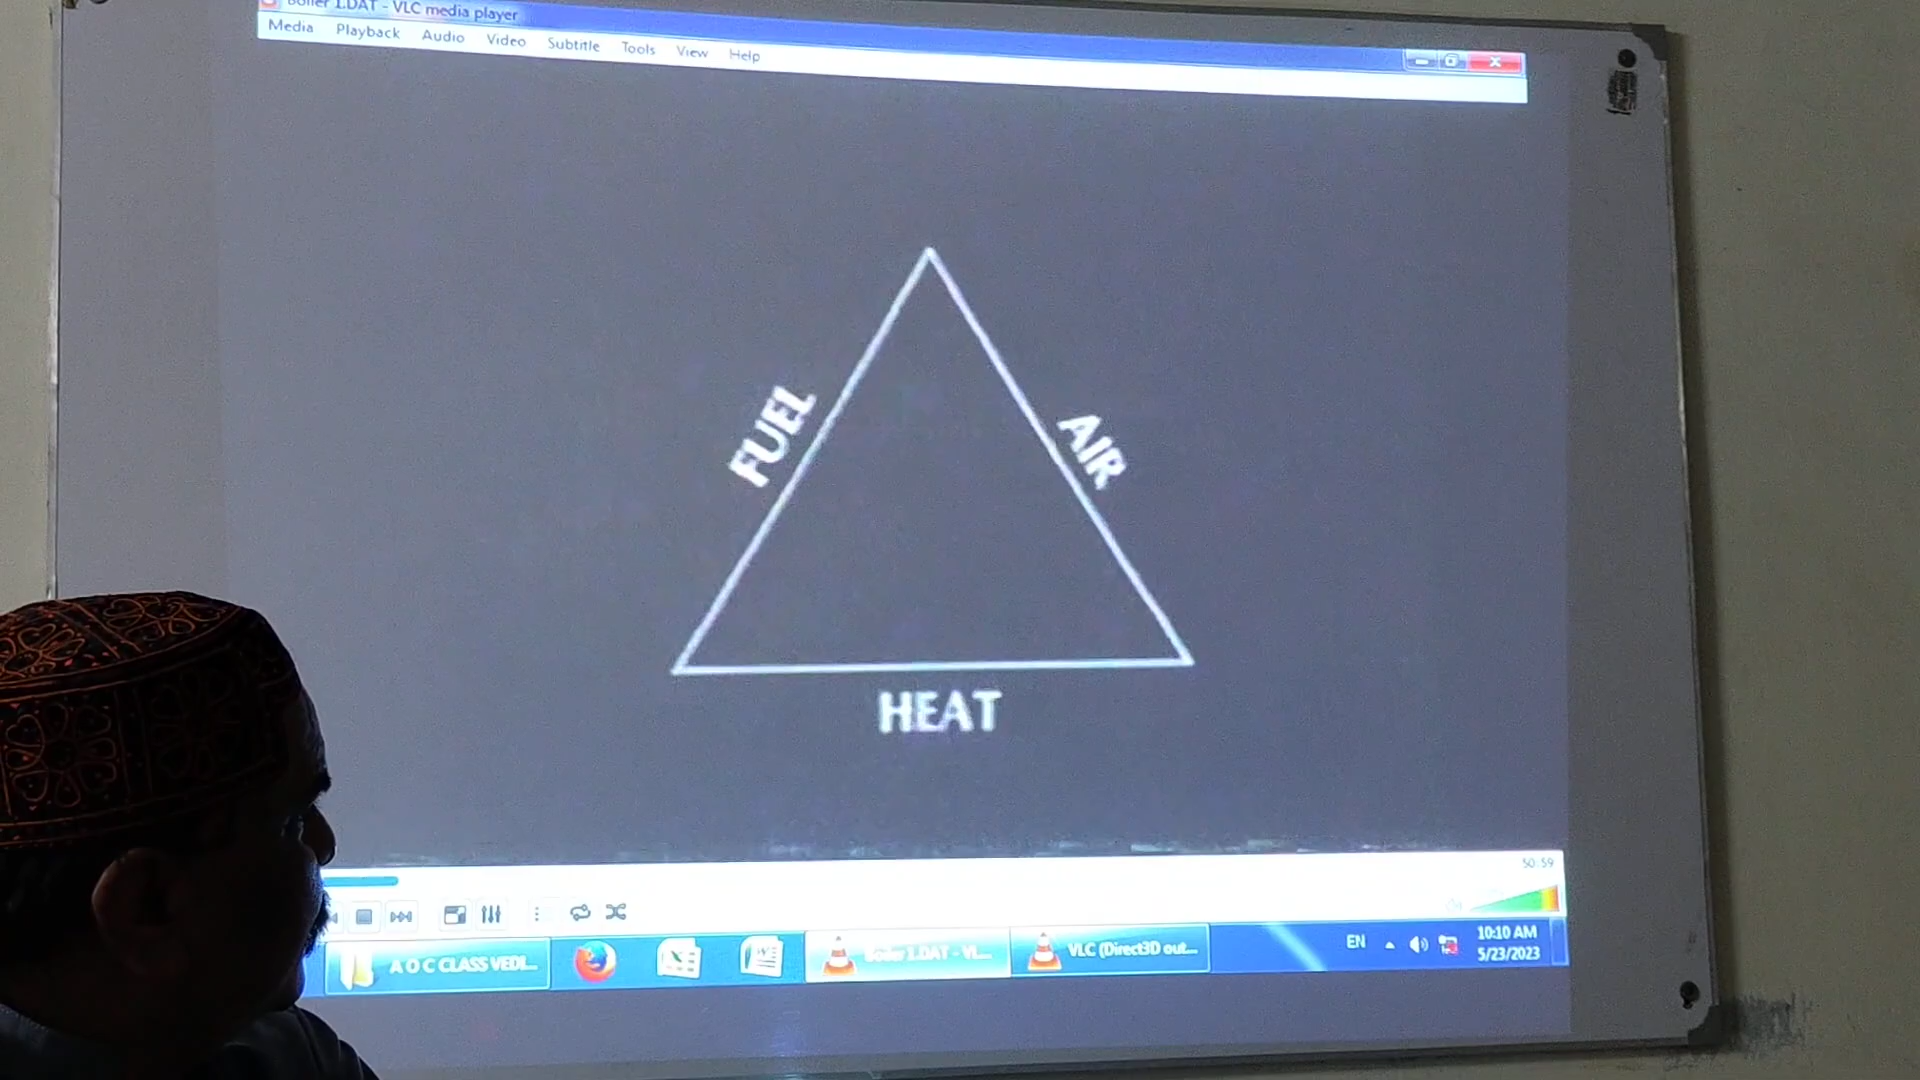 Boiler 1.DAT - VLC media player
Media Playback Audio Video Subtitle Tools View Help
FUEL
AIR
HEAT
50:59
A O C CLASS VEDI...
Boiler 1.DAT - VL...
VLC (Direct3D out...
EN
10:10 AM
5/23/2023